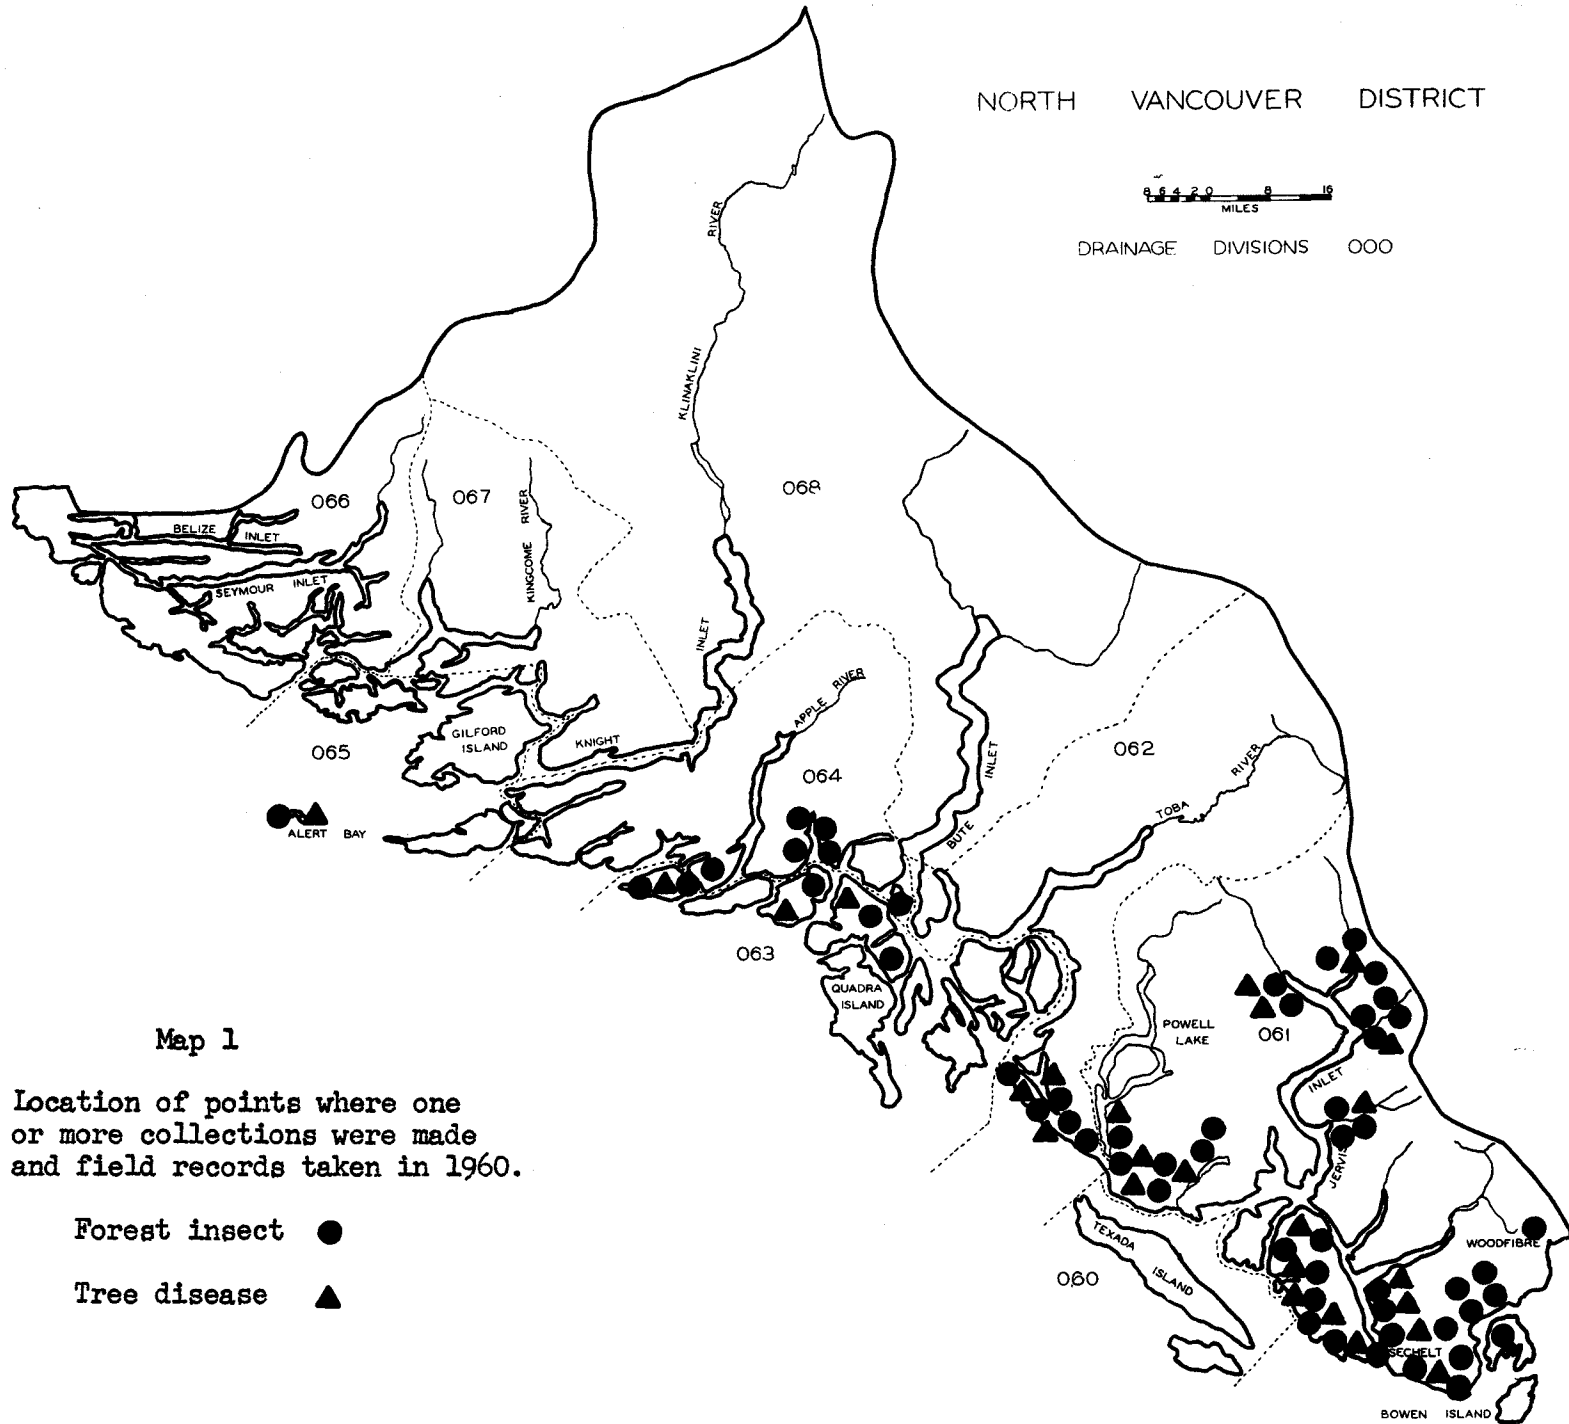 NORTH VANCOUVER DISTRICT
8 6 4 2 0 8 16
MILES
DRAINAGE DIVISIONS 000
RIVER
KLINAKLINI
066
067
068
KINGCOME RIVER
BELIZE INLET
SEYMOUR INLET
INLET
APPLE RIVER
GILFORD
ISLAND
KNIGHT
065
064
062
INLET
BUTE
TOBA RIVER
ALERT BAY
063
QUADRA
ISLAND
POWELL
LAKE
061
INLET
JERVIS
Map 1
Location of points where one
or more collections were made
and field records taken in 1960.
Forest insect
Tree disease
TEXADA ISLAND
060
WOODFIBRE
SECHELT
BOWEN ISLAND